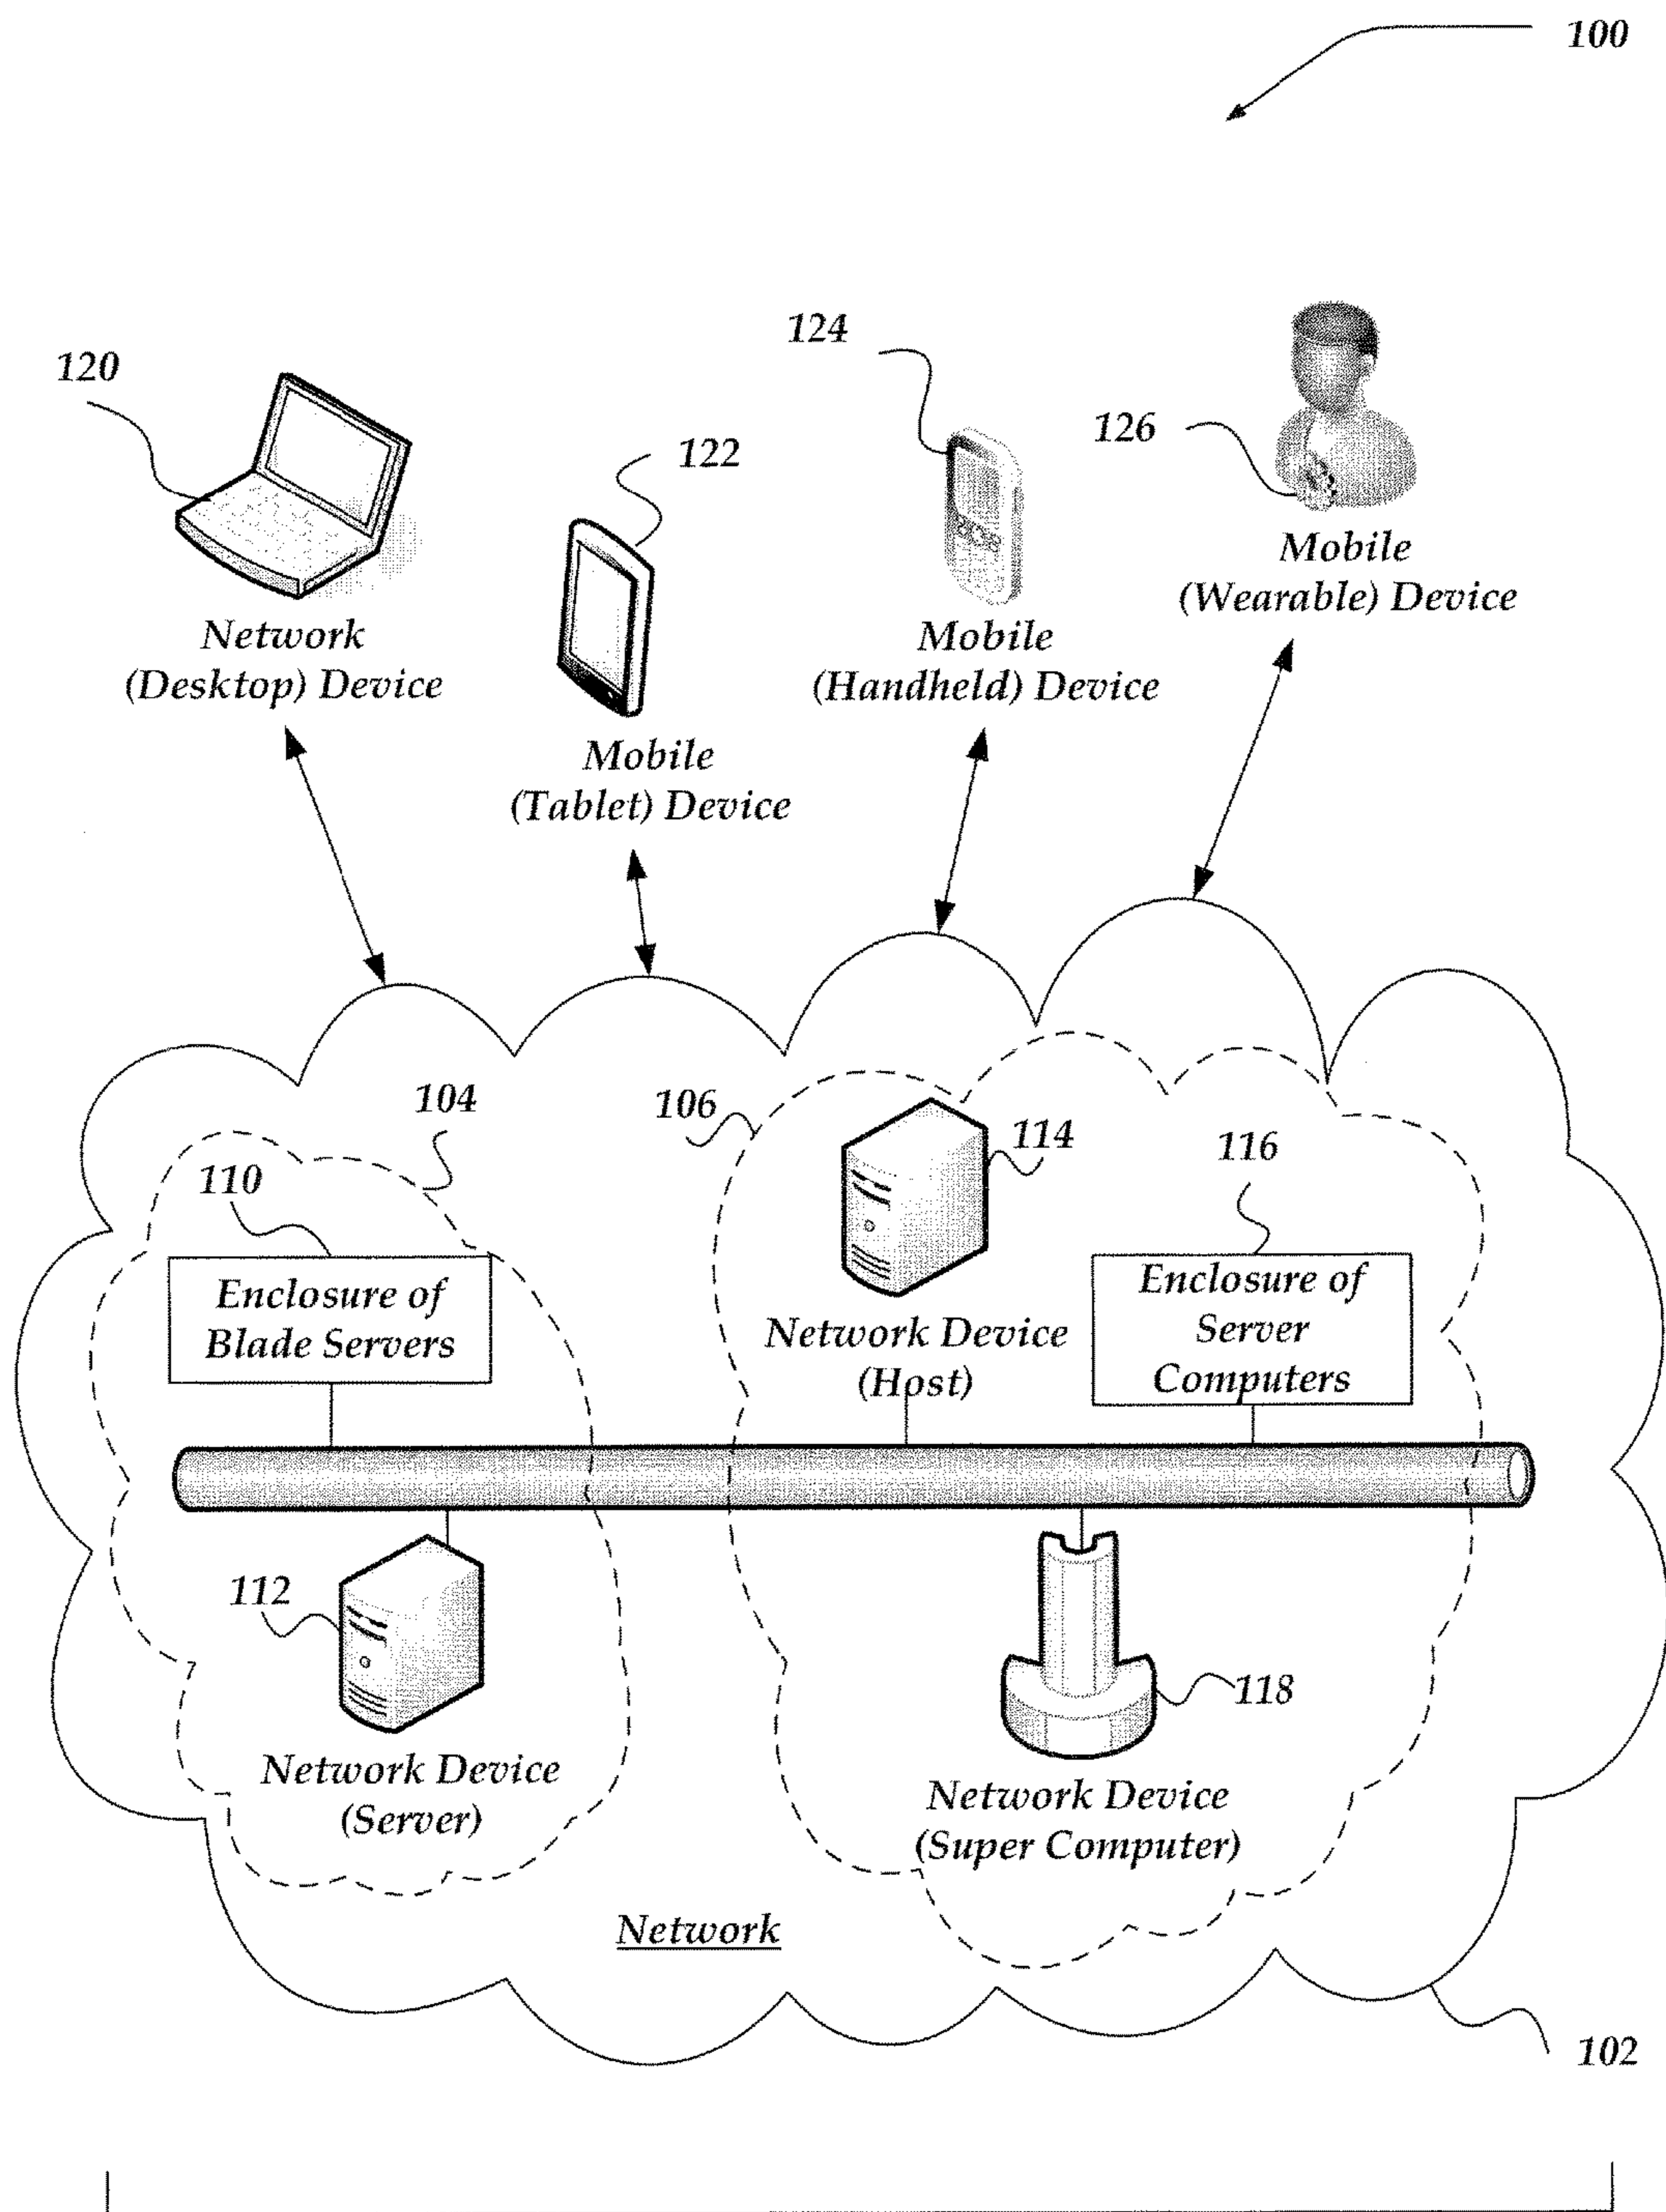 100
120
122
124
126
Network
(Desktop) Device
Mobile
(Tablet) Device
Mobile
(Handheld) Device
Mobile
(Wearable) Device
104
106
110
114
116
Enclosure of
Blade Servers
Network Device
(Host)
Enclosure of
Server
Computers
112
118
Network Device
(Server)
Network Device
(Super Computer)
Network
102